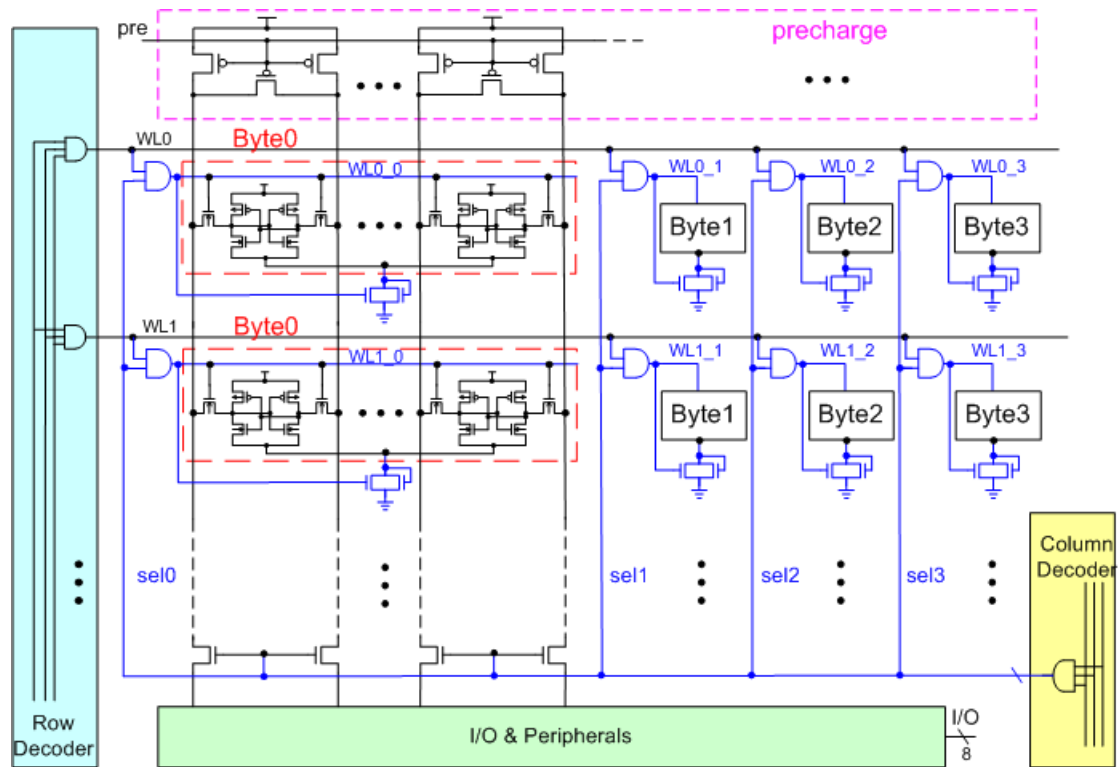 pre
precharge
WL0
Byte0
WL0_0
WL0_1
WL0_2
WL0_3
Byte1
Byte2
Byte3
WL1
Byte0
WL1_0
WL1_1
WL1_2
WL1_3
Byte1
Byte2
Byte3
sel0
sel1
sel2
sel3
Column
Decoder
Row
Decoder
I/O & Peripherals
I/O
8